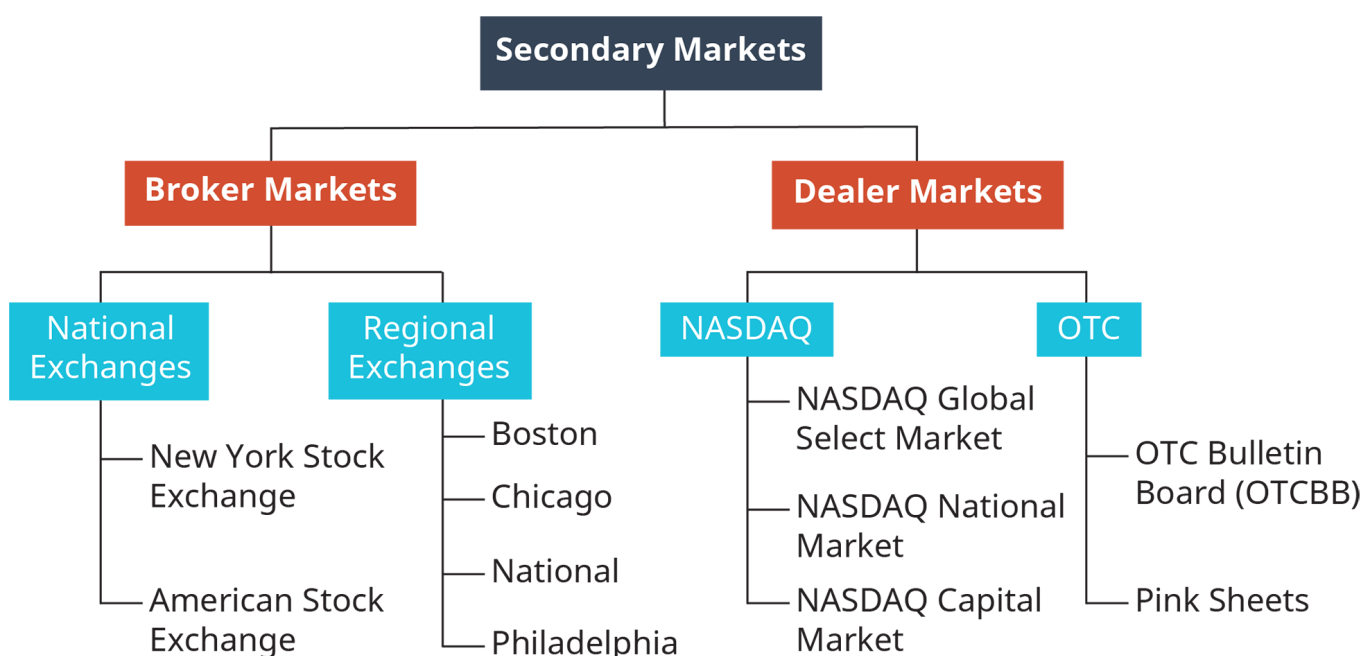 Secondary Markets
Broker Markets
Dealer Markets
National
Exchanges
Regional
Exchanges
NASDAQ
OTC
New York Stock
Exchange
American Stock
Exchange
Boston
Chicago
National
Philadelphia
NASDAQ Global
Select Market
NASDAQ National
Market
NASDAQ Capital
Market
OTC Bulletin
Board (OTCBB)
Pink Sheets